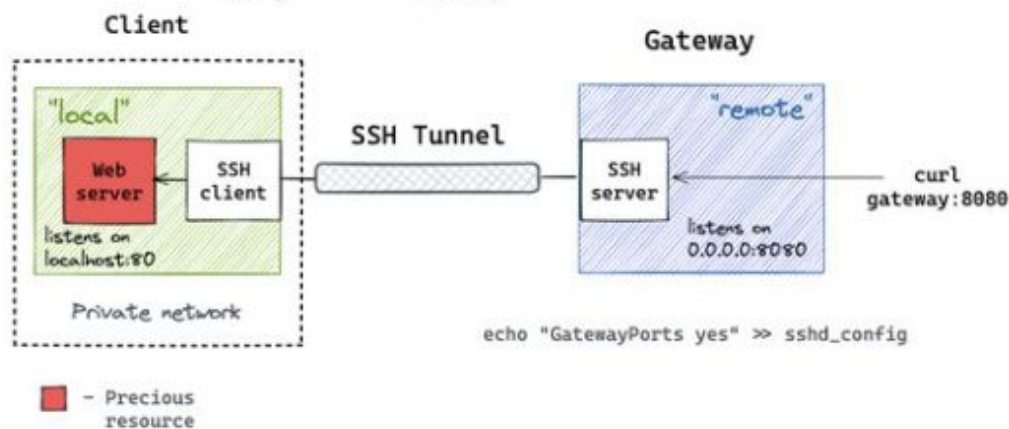 Client
Gateway
"local"
"remote"
SSH Tunnel
Web
server
SSH
client
SSH
server
curl
gateway:8080
listens on
localhost:80
listens on
0.0.0.0:8080
Private network
echo "GatewayPorts yes" >> sshd_config
- Precious
resource